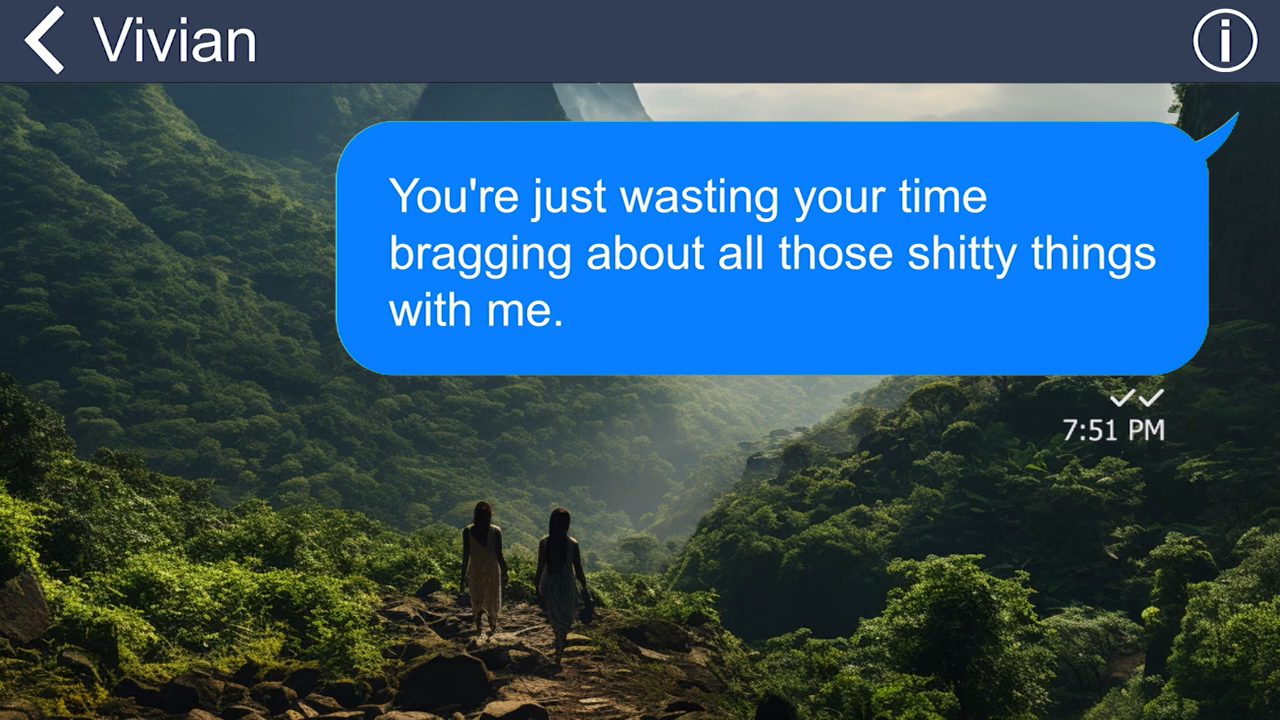 Vivian
You're just wasting your time
bragging about all those shitty things
with me.
7:51 PM